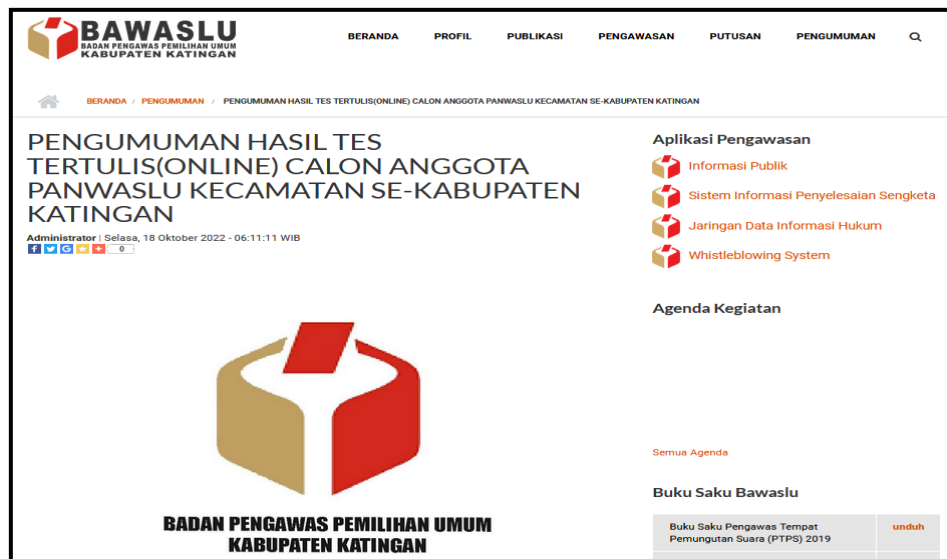 BAWASLU
BADAN PENGAWAS PEMILIHAN UMUM
KABUPATEN KATINGAN
BERANDA PROFIL PUBLIKASI PENGAWASAN PUTUSAN PENGUMUMAN
BERANDA / PENGUMUMAN / PENGUMUMAN HASIL TES TERTULIS(ONLINE) CALON ANGGOTA PANWASLU KECAMATAN SE-KABUPATEN KATINGAN
PENGUMUMAN HASIL TES
TERTULIS(ONLINE) CALON ANGGOTA
PANWASLU KECAMATAN SE-KABUPATEN
KATINGAN
Administrator | Selasa, 18 Oktober 2022 - 06:11:11 WIB
0
BADAN PENGAWAS PEMILIHAN UMUM
KABUPATEN KATINGAN
Aplikasi Pengawasan
Informasi Publik
Sistem Informasi Penyelesaian Sengketa
Jaringan Data Informasi Hukum
Whistleblowing System
Agenda Kegiatan
Semua Agenda
Buku Saku Bawaslu
Buku Saku Pengawas Tempat unduh
Pemungutan Suara (PTPS) 2019